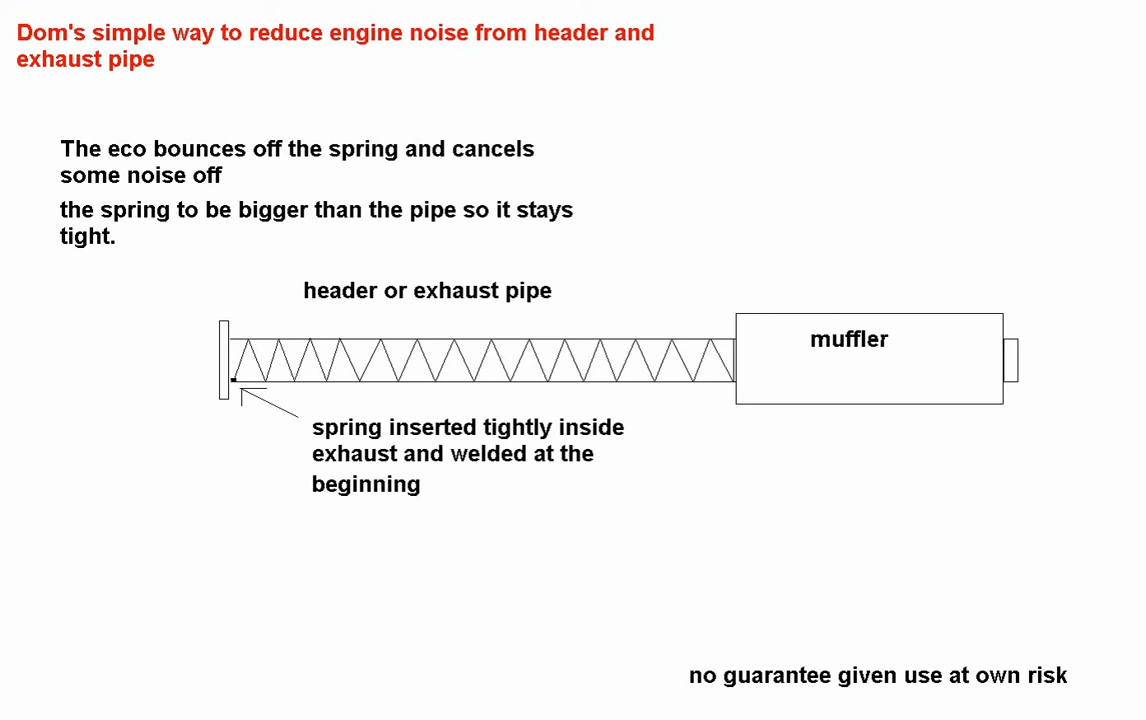 Dom's simple way to reduce engine noise from header and
exhaust pipe
The eco bounces off the spring and cancels
some noise off
the spring to be bigger than the pipe so it stays
tight.
header or exhaust pipe
muffler
spring inserted tightly inside
exhaust and welded at the
beginning
no guarantee given use at own risk